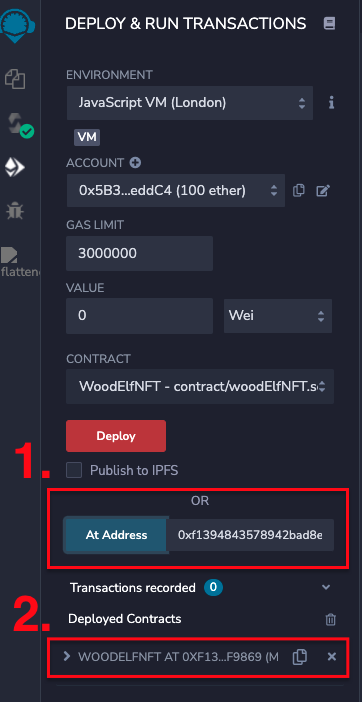 DEPLOY & RUN TRANSACTIONS
ENVIRONMENT
JavaScript VM (London)
VM
ACCOUNT
0x5B3...eddC4 (100 ether)
GAS LIMIT
3000000
VALUE
0 Wei
CONTRACT
WoodElfNFT - contract/woodElfNFT.s
Deploy
1.
Publish to IPFS
OR
At Address 0xf1394843578942bad8e
Transactions recorded 0
2.
Deployed Contracts
WOODELFNFT AT 0XF13...F9869 (M
flatten